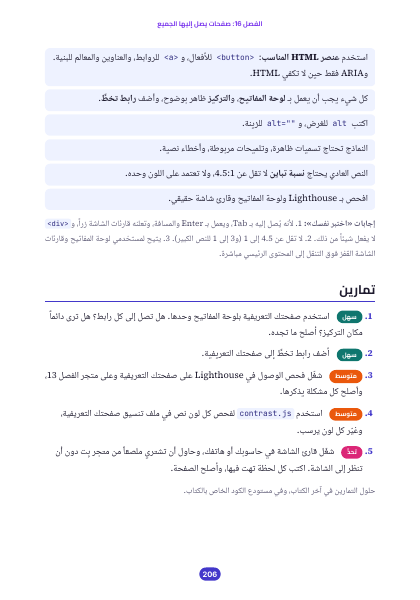 الفصل 16: صفحات يصل إليها الجميع
استخدم عنصر HTML المناسب: <button> للأفعال، و <a> للروابط، والعناوين والمعالم للبنية.
وARIA فقط حين لا تكفي HTML.
كل شيء يجب أن يعمل بـ لوحة المفاتيح، والتركيز ظاهر بوضوح، وأضف رابط تخطٍّ.
اكتب alt للغرض، و alt="" للزينة.
النماذج تحتاج تسميات ظاهرة، وتلميحات مربوطة، وأخطاء نصية.
النص العادي يحتاج نسبة تباين لا تقل عن 4.5:1، ولا تعتمد على اللون وحده.
افحص بـ Lighthouse ولوحة المفاتيح وقارئ شاشة حقيقي.
إجابات «اختبر نفسك»: 1. لأنه يُصل إليه بـ Tab، ويعمل بـ Enter والمسافة، وتعلنه قارئات الشاشة زرًا، و <div>
لا يفعل شيئًا من ذلك. 2. لا تقل عن 4.5 إلى 1 (و3 إلى 1 للنص الكبير). 3. يتيح لمستخدمي لوحة المفاتيح وقارئات
الشاشة القفز فوق التنقل إلى المحتوى الرئيسي مباشرة.
تمارين
1. سهل استخدم صفحتك التعريفية بلوحة المفاتيح وحدها. هل تصل إلى كل رابط؟ هل ترى دائمًا
مكان التركيز؟ أصلح ما تجده.
2. سهل أضف رابط تخطٍّ إلى صفحتك التعريفية.
3. متوسط شغّل فحص الوصول في Lighthouse على صفحتك التعريفية وعلى متجر الفصل 13،
وأصلح كل مشكلة يذكرها.
4. متوسط استخدم contrast.js لفحص كل لون نص في ملف تنسيق صفحتك التعريفية،
وغيّر كل لون يرسب.
5. تحدٍّ شغّل قارئ الشاشة في حاسوبك أو هاتفك، وحاول أن تشتري ملصقًا من متجر بِت دون أن
تنظر إلى الشاشة. اكتب كل لحظة تهت فيها، وأصلح الصفحة.
حلول التمارين في آخر الكتاب، وفي مستودع الكود الخاص بالكتاب.
206